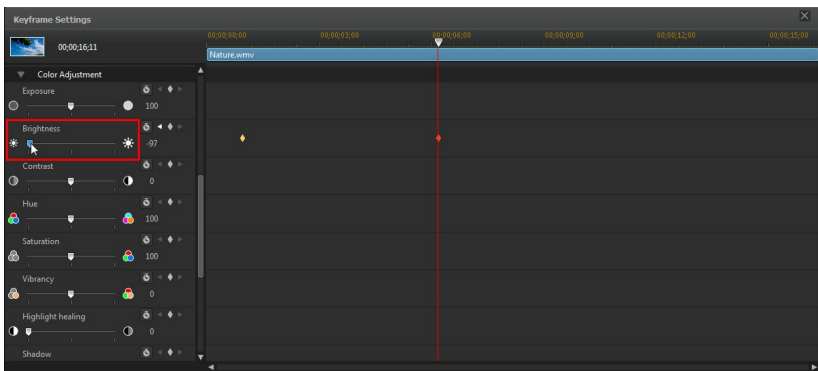 Keyframe Settings
00;00;16;11
00;00;00;00 00;00;03;00 00;00;06;00 00;00;09;00 00;00;12;00 00;00;15;00
Nature.wmv
Color Adjustment
Exposure
100
Brightness
-97
Contrast
0
Hue
100
Saturation
100
Vibrancy
0
Highlight healing
0
Shadow